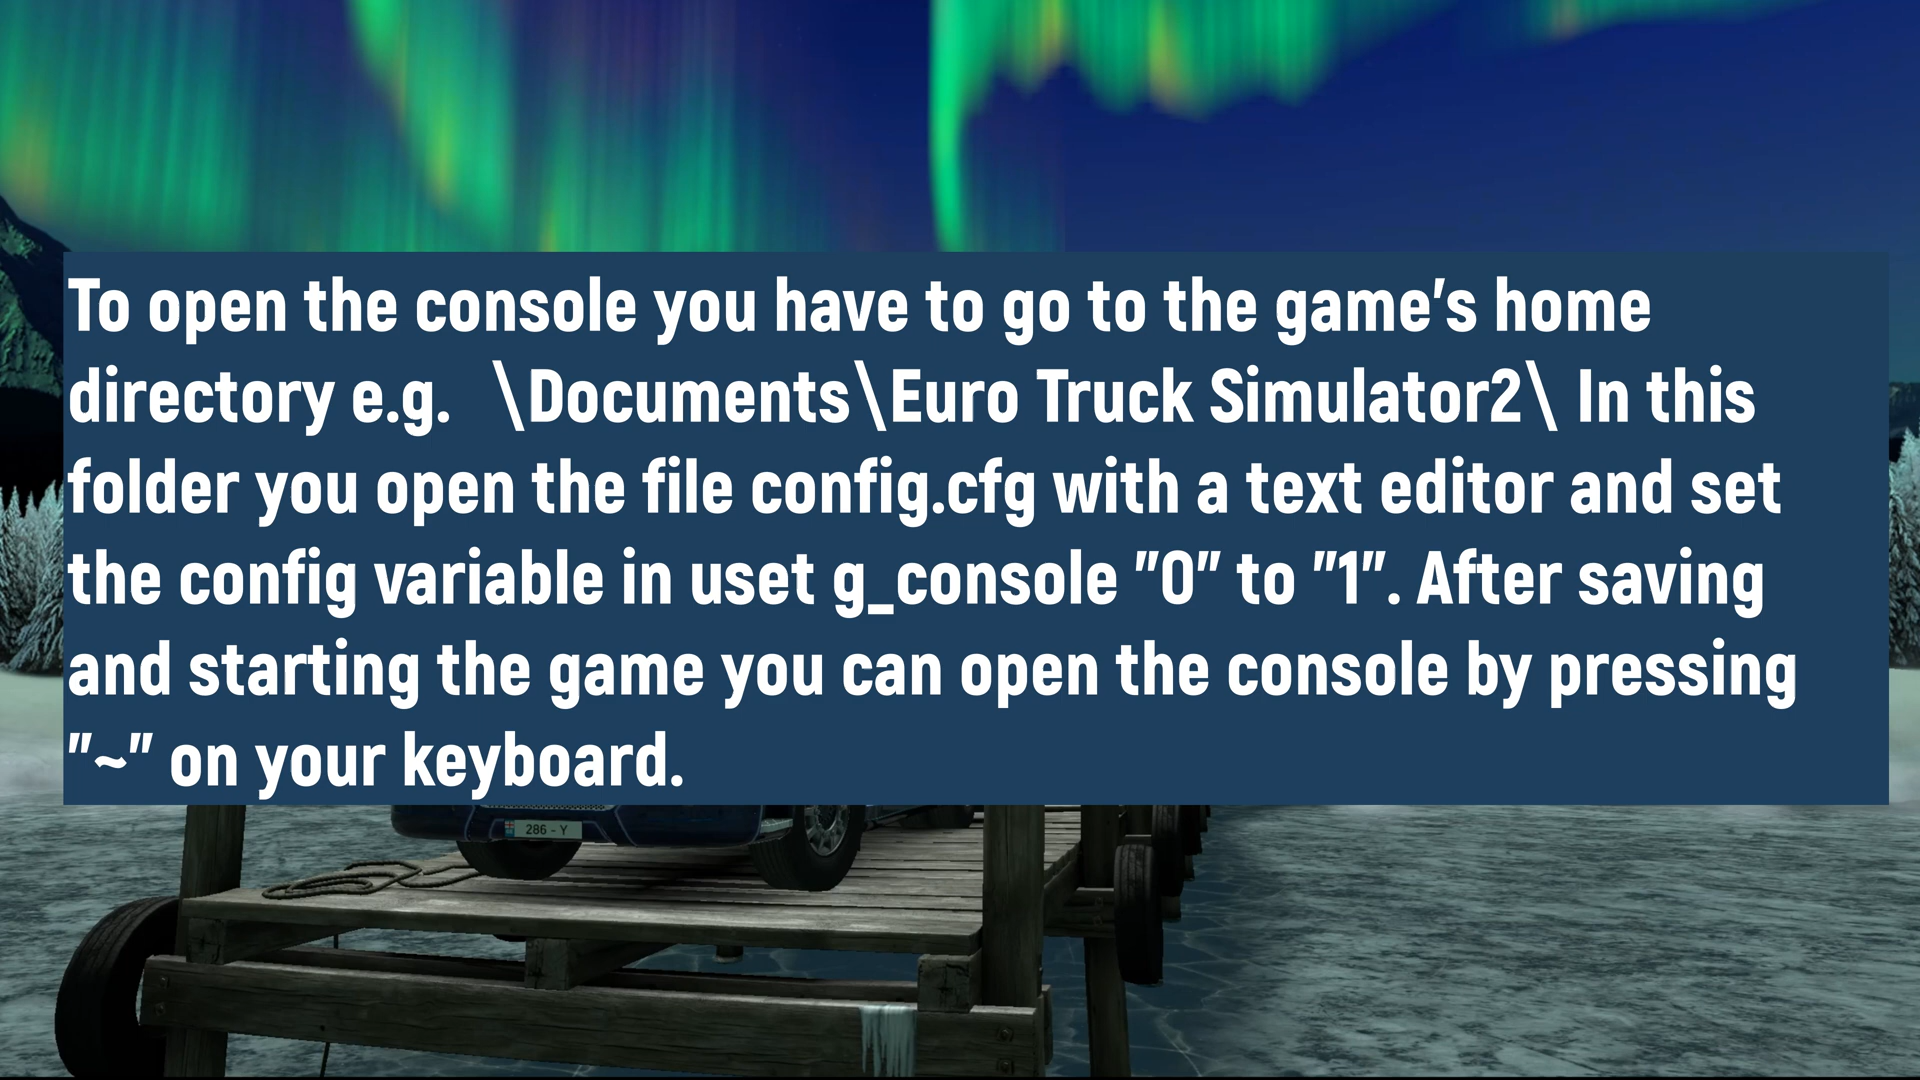 To open the console you have to go to the game's home
directory e.g. \Documents\Euro Truck Simulator2\ In this
folder you open the file config.cfg with a text editor and set
the config variable in uset g_console "0" to "1". After saving
and starting the game you can open the console by pressing
"~" on your keyboard.
286 - Y